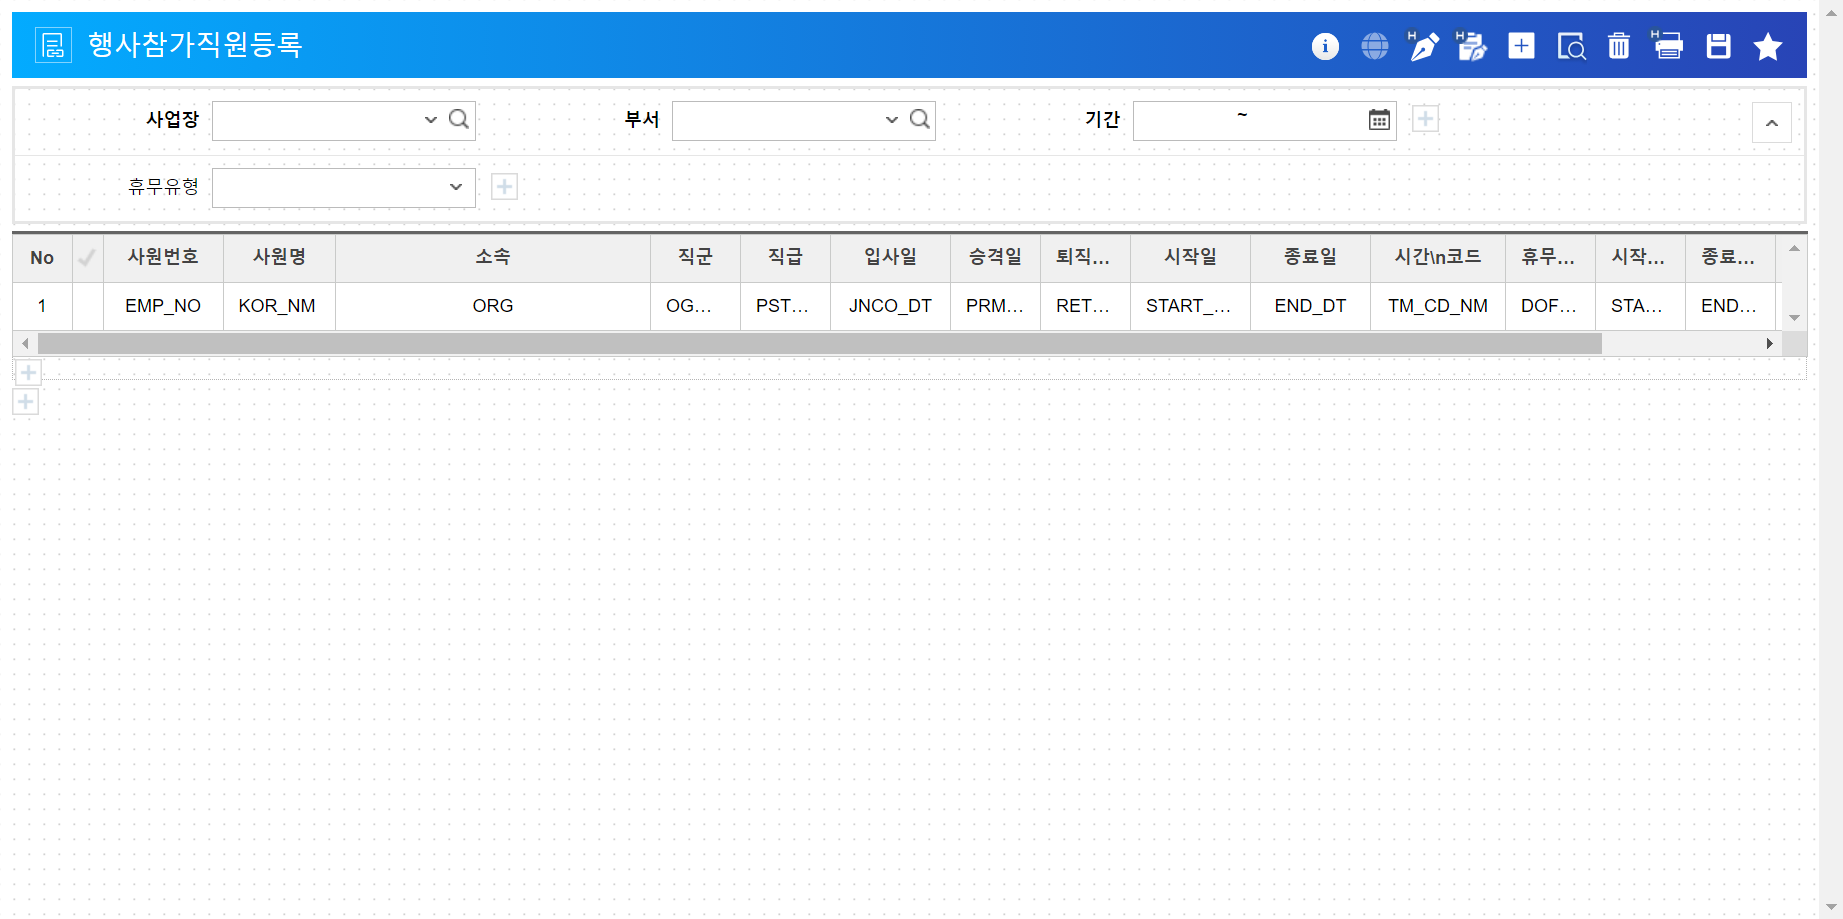 행사참가직원등록
H H H
사업장 부서 기간 ~
휴무유형
No 사원번호 사원명 소속 직군 직급 입사일 승격일 퇴직... 시작일 종료일 시간\n코드 휴무... 시작... 종료...
1 EMP_NO KOR_NM ORG OG... PST... JNCO_DT PRM... RET... START_... END_DT TM_CD_NM DOF... STA... END...